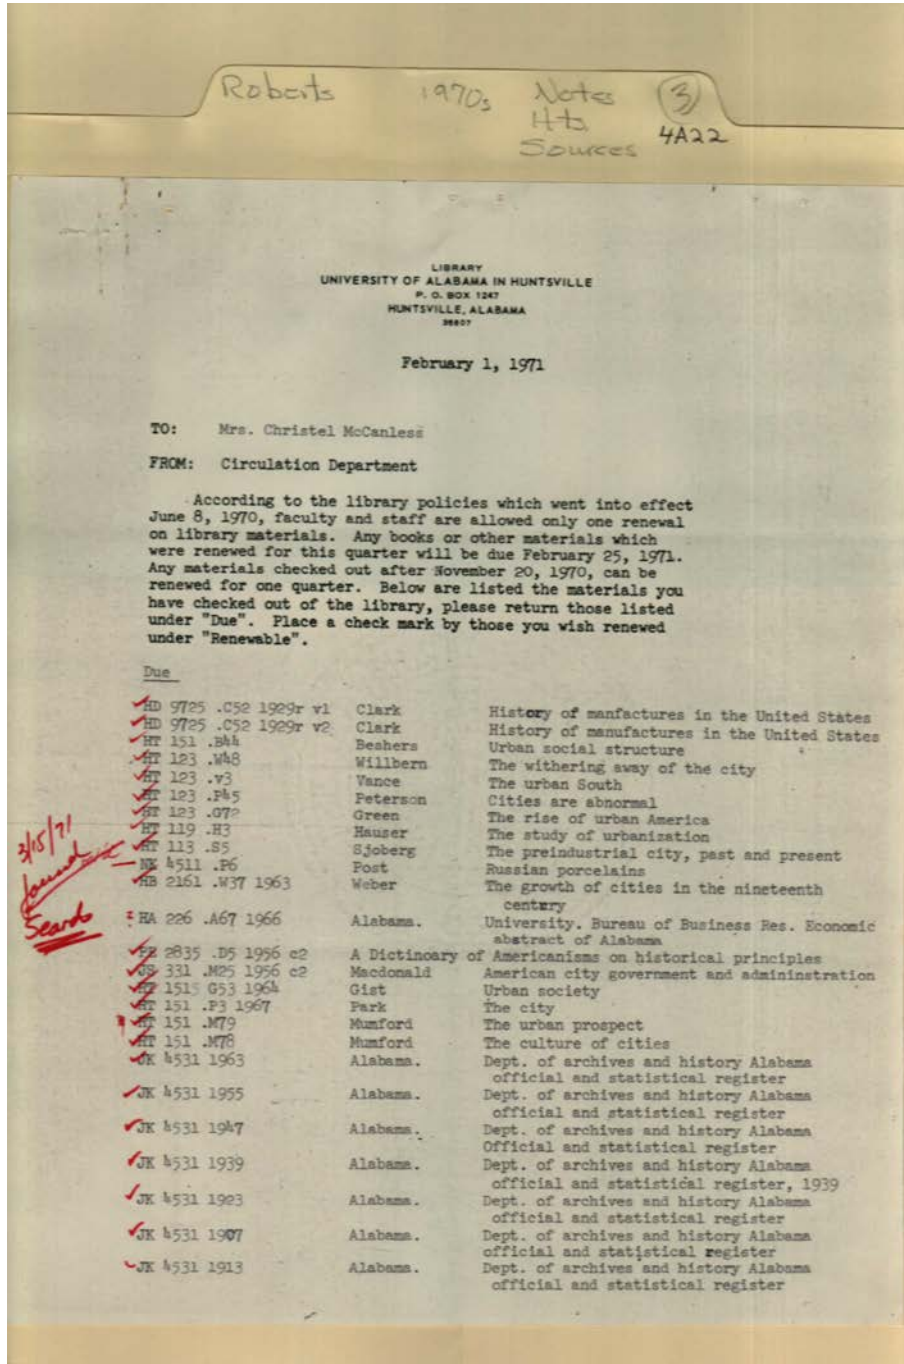 Roberts 1970s Notes 3
Hts. 4A22
Sources
LIBRARY
UNIVERSITY OF ALABAMA IN HUNTSVILLE
P. O. BOX 1247
HUNTSVILLE, ALABAMA
35807
February 1, 1971
TO: Mrs. Christel McCanless
FROM: Circulation Department
According to the library policies which went into effect
June 8, 1970, faculty and staff are allowed only one renewal
on library materials. Any books or other materials which
were renewed for this quarter will be due February 25, 1971.
Any materials checked out after November 20, 1970, can be
renewed for one quarter. Below are listed the materials you
have checked out of the library, please return those listed
under "Due". Place a check mark by those you wish renewed
under "Renewable".
Due
HD 9725 .C52 1929r v1 Clark History of manfactures in the United States
HD 9725 .C52 1929r v2 Clark History of manufactures in the United States
HT 151 .B44 Beshers Urban social structure
HT 123 .W48 Willbern The withering away of the city
HT 123 .v3 Vance The urban South
HT 123 .P45 Peterson Cities are abnormal
HT 123 .G72 Green The rise of urban America
HT 119 .H3 Hauser The study of urbanization
HT 113 .S5 Sjoberg The preindustrial city, past and present
NK 4511 .P6 Post Russian porcelains
HB 2161 .W37 1963 Weber The growth of cities in the nineteenth
century
3/15/71
found
Search
HA 226 .A67 1966 Alabama. University. Bureau of Business Res. Economic
abstract of Alabama
PE 2835 .D5 1956 c2 A Dictinoary of Americanisms on historical principles
JS 331 .M25 1956 c2 Macdonald American city government and admininstration
HT 151 G53 1964 Gist Urban society
HT 151 .P3 1967 Park The city
HT 151 .M79 Mumford The urban prospect
HT 151 .M78 Mumford The culture of cities
JK 4531 1963 Alabama. Dept. of archives and history Alabama
official and statistical register
JK 4531 1955 Alabama. Dept. of archives and history Alabama
official and statistical register
JK 4531 1947 Alabama. Dept. of archives and history Alabama
Official and statistical register
JK 4531 1939 Alabama. Dept. of archives and history Alabama
official and statistical register, 1939
JK 4531 1923 Alabama. Dept. of archives and history Alabama
official and statistical register
JK 4531 1907 Alabama. Dept. of archives and history Alabama
official and statistical register
JK 4531 1913 Alabama. Dept. of archives and history Alabama
official and statistical register